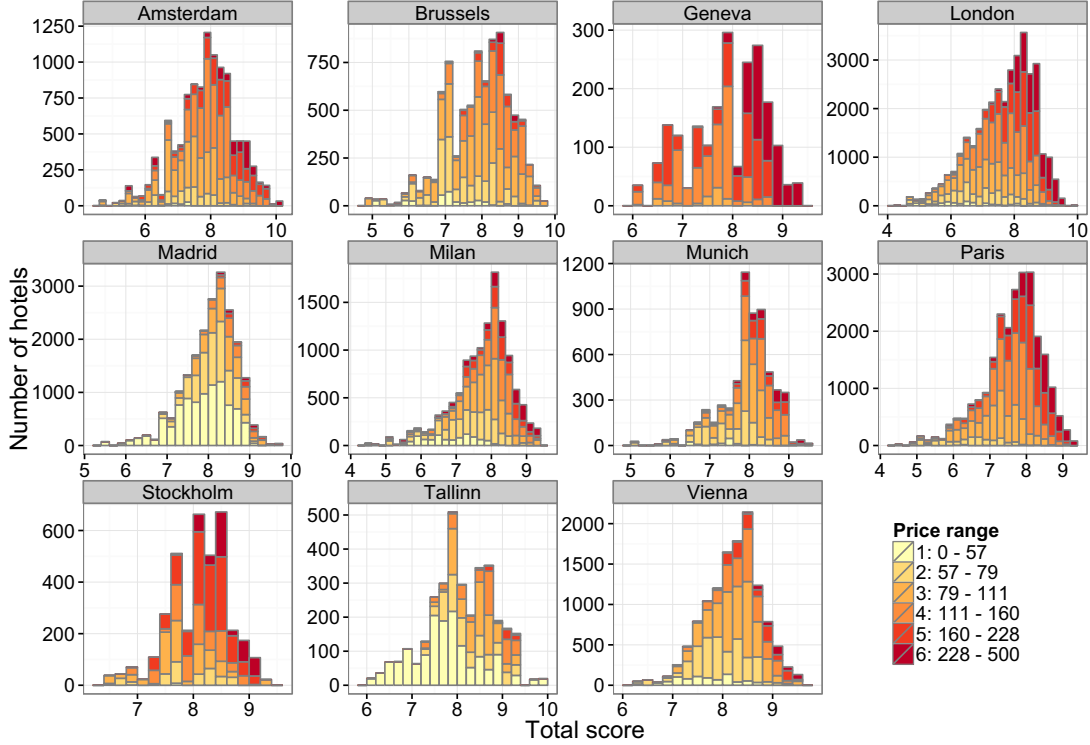 Amsterdam Brussels Geneva London
1250
1000
750
500
250
0
6 8 10
750
500
250
0
5 6 7 8 9
300
200
100
0
6 7 8 9
3000
2000
1000
0
4 6 8 10
Madrid Milan Munich Paris
3000
2000
1000
0
5 6 7 8 9 10
1500
1000
500
0
4 5 6 7 8 9
1200
900
600
300
0
5 6 7 8 9
3000
2000
1000
0
4 5 6 7 8 9
Number of hotels
Stockholm Tallinn Vienna
600
400
200
0
7 8 9
500
400
300
200
100
0
6 7 8 9 10
2000
1500
1000
500
0
6 7 8 9
Total score
Price range
1: 0 - 57
2: 57 - 79
3: 79 - 111
4: 111 - 160
5: 160 - 228
6: 228 - 500